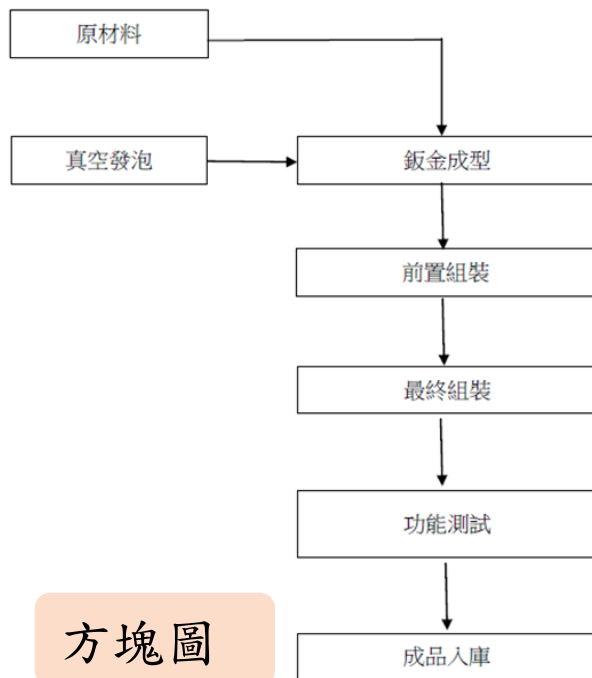 原材料
真空發泡
鈑金成型
前置組裝
最終組裝
功能測試
方塊圖
成品入庫